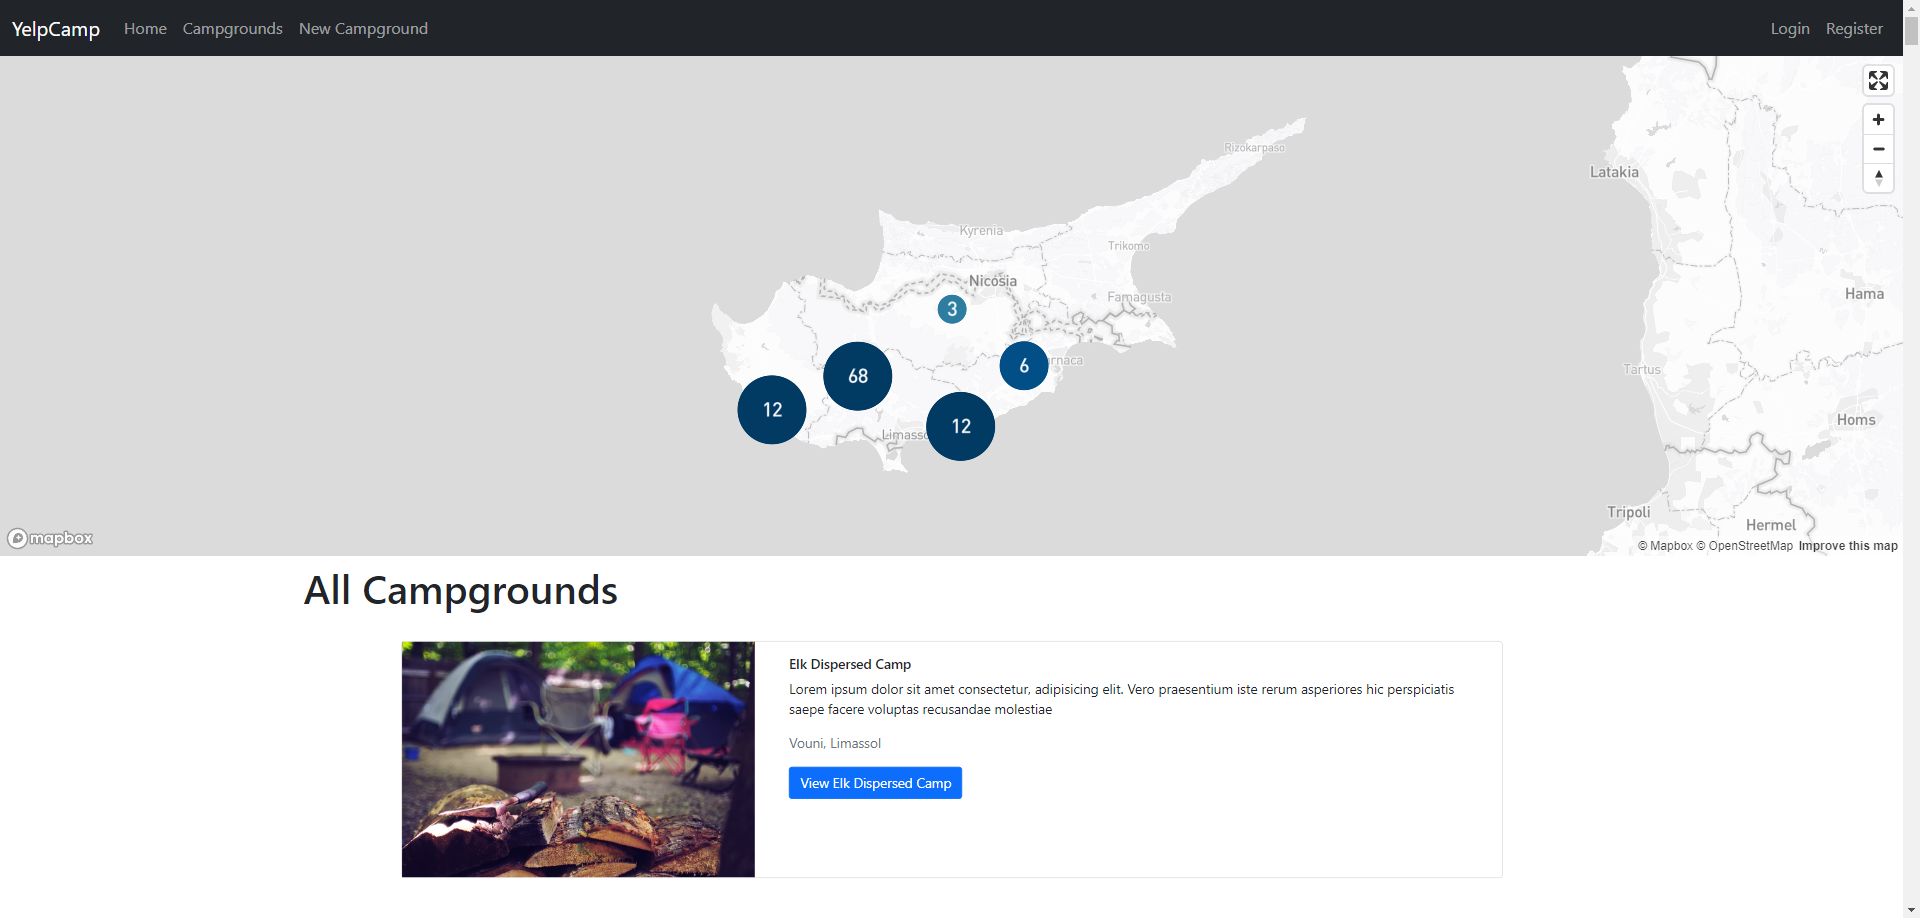 YelpCamp Home Campgrounds New Campground Login Register
Rizokarpaso
Latakia
Kyrenia
Trikomo
Nicosia
Hama
Famagusta
3
rnaca
6
Tartus
68
12
Homs
12
Limasso
Tripoli
Hermel
mapbox
© Mapbox © OpenStreetMap Improve this map
All Campgrounds
Elk Dispersed Camp
Lorem ipsum dolor sit amet consectetur, adipisicing elit. Vero praesentium iste rerum asperiores hic perspiciatis
saepe facere voluptas recusandae molestiae
Vouni, Limassol
View Elk Dispersed Camp